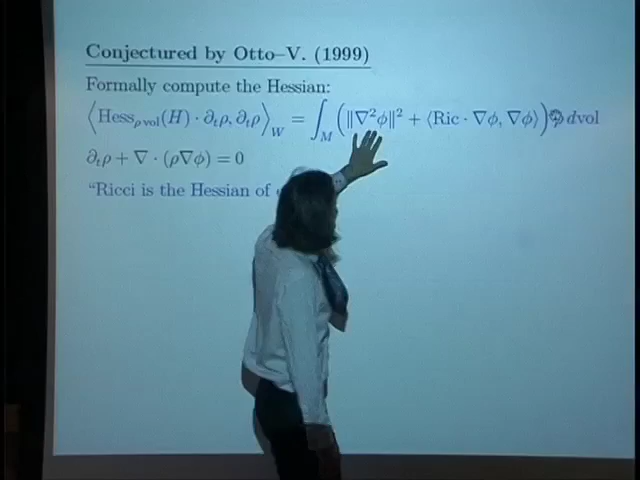 Conjectured by Otto–V. (1999)
Formally compute the Hessian:
⟨Hess_{ρ vol}(H) · ∂_tρ, ∂_tρ⟩_W = ∫_M (‖∇²ϕ‖² + ⟨Ric · ∇ϕ, ∇ϕ⟩) dvol
∂_tρ + ∇ · (ρ∇ϕ) = 0
“Ricci is the Hessian of